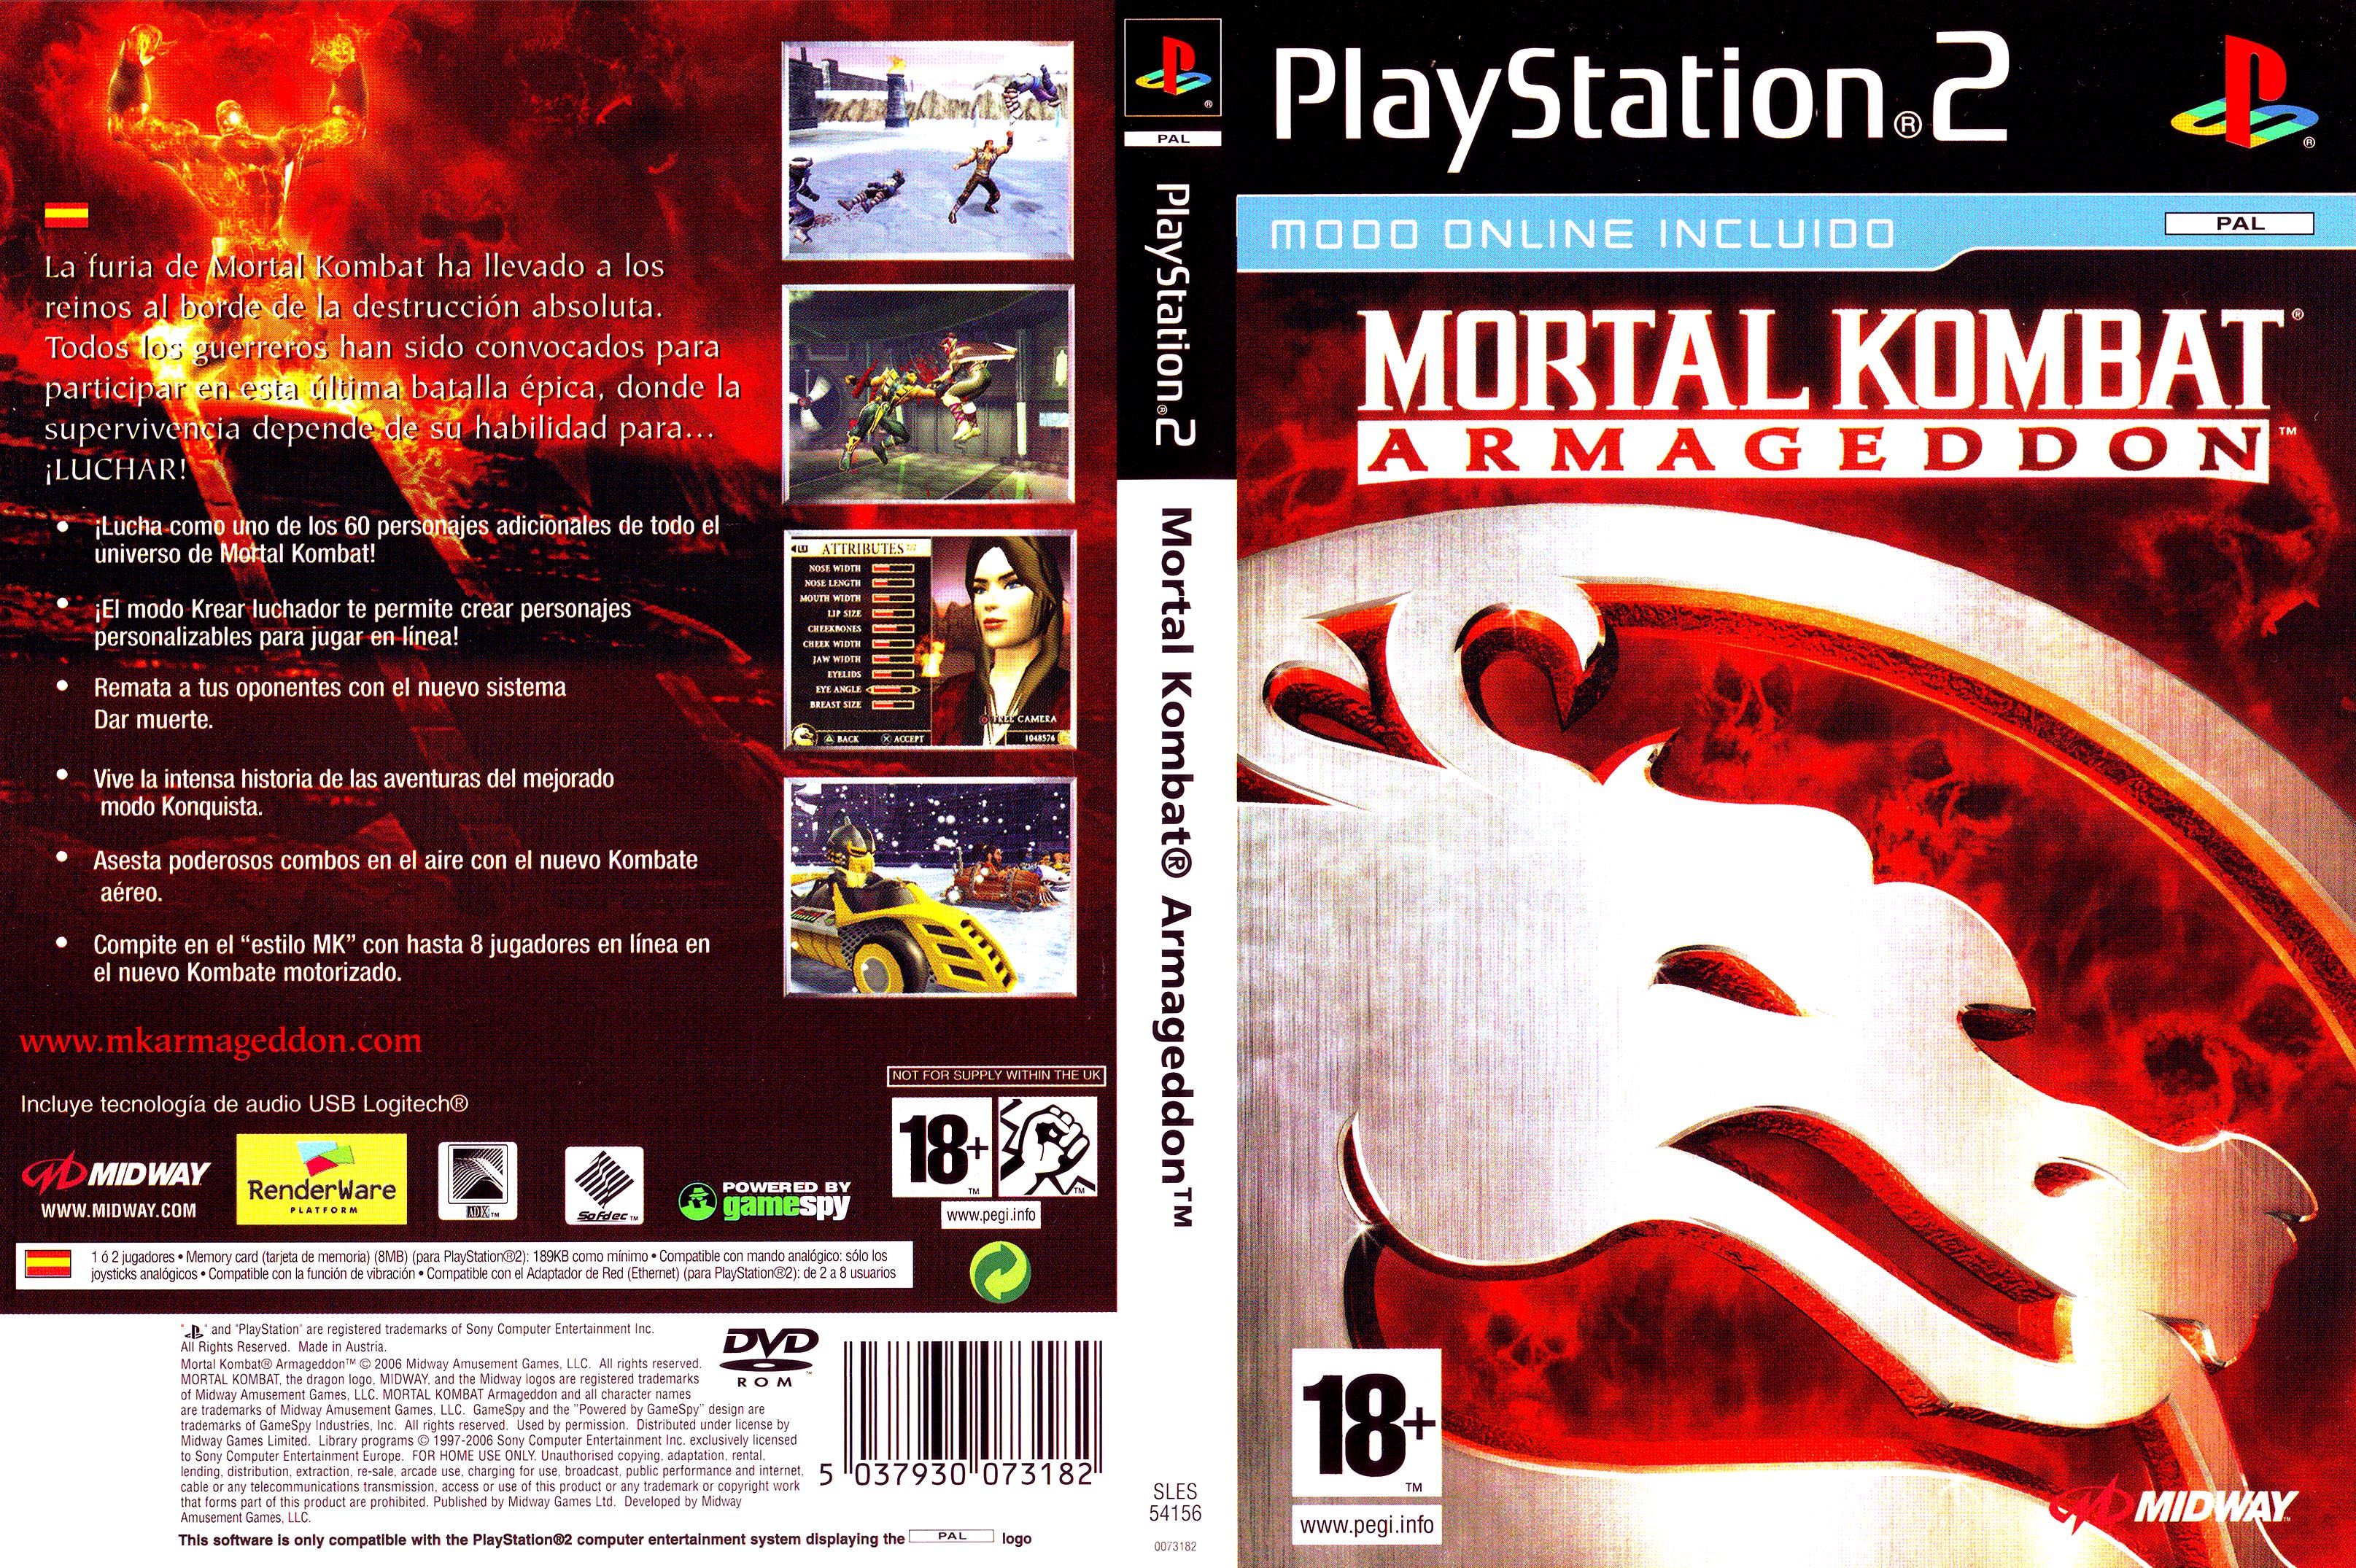 La furia de Mortal Kombat ha llevado a los
reinos al borde de la destrucción absoluta.
Todos los guerreros han sido convocados para
participar en esta última batalla épica, donde la
supervivencia depende de su habilidad para...
¡LUCHAR!
• ¡Lucha como uno de los 60 personajes adicionales de todo el
universo de Mortal Kombat!
• ¡El modo Krear luchador te permite crear personajes
personalizables para jugar en línea!
• Remata a tus oponentes con el nuevo sistema
Dar muerte.
• Vive la intensa historia de las aventuras del mejorado
modo Konquista.
• Asesta poderosos combos en el aire con el nuevo Kombate
aéreo.
• Compite en el “estilo MK” con hasta 8 jugadores en línea en
el nuevo Kombate motorizado.
www.mkarmageddon.com
Incluye tecnología de audio USB Logitech®
ATTRIBUTES
NOSE WIDTH
NOSE LENGTH
MOUTH WIDTH
LIP SIZE
CHEEKBONES
CHEEK WIDTH
JAW WIDTH
EYELIDS
EYE ANGLE
BREAST SIZE
FREE CAMERA
BACK ACCEPT 1048576
NOT FOR SUPPLY WITHIN THE UK
18+ ™ ™
www.pegi.info
MIDWAY
WWW.MIDWAY.COM
RenderWare
PLATFORM
ADX™
Sofdec™
POWERED BY
gamespy
1 ó 2 jugadores • Memory card (tarjeta de memoria) (8MB) (para PlayStation®2): 189KB como mínimo • Compatible con mando analógico: sólo los
joysticks analógicos • Compatible con la función de vibración • Compatible con el Adaptador de Red (Ethernet) (para PlayStation®2): de 2 a 8 usuarios
" " and "PlayStation" are registered trademarks of Sony Computer Entertainment Inc.
All Rights Reserved. Made in Austria.
Mortal Kombat® Armageddon™ © 2006 Midway Amusement Games, LLC. All rights reserved.
MORTAL KOMBAT, the dragon logo, MIDWAY, and the Midway logos are registered trademarks
of Midway Amusement Games, LLC. MORTAL KOMBAT Armageddon and all character names
are trademarks of Midway Amusement Games, LLC. GameSpy and the "Powered by GameSpy" design are
trademarks of GameSpy Industries, Inc. All rights reserved. Used by permission. Distributed under license by
Midway Games Limited. Library programs © 1997-2006 Sony Computer Entertainment Inc. exclusively licensed
to Sony Computer Entertainment Europe. FOR HOME USE ONLY. Unauthorised copying, adaptation, rental,
lending, distribution, extraction, re-sale, arcade use, charging for use, broadcast, public performance and internet,
cable or any telecommunications transmission, access or use of this product or any trademark or copyright work
that forms part of this product are prohibited. Published by Midway Games Ltd. Developed by Midway
Amusement Games, LLC.
This software is only compatible with the PlayStation®2 computer entertainment system displaying the PAL logo
DVD
ROM
5 037930 073182
®
PAL
PlayStation®2
Mortal Kombat® Armageddon™
SLES
54156
0073182
PlayStation®2 ®
MODO ONLINE INCLUIDO
PAL
MORTAL KOMBAT®
ARMAGEDDON™
18+
™
www.pegi.info
MIDWAY™